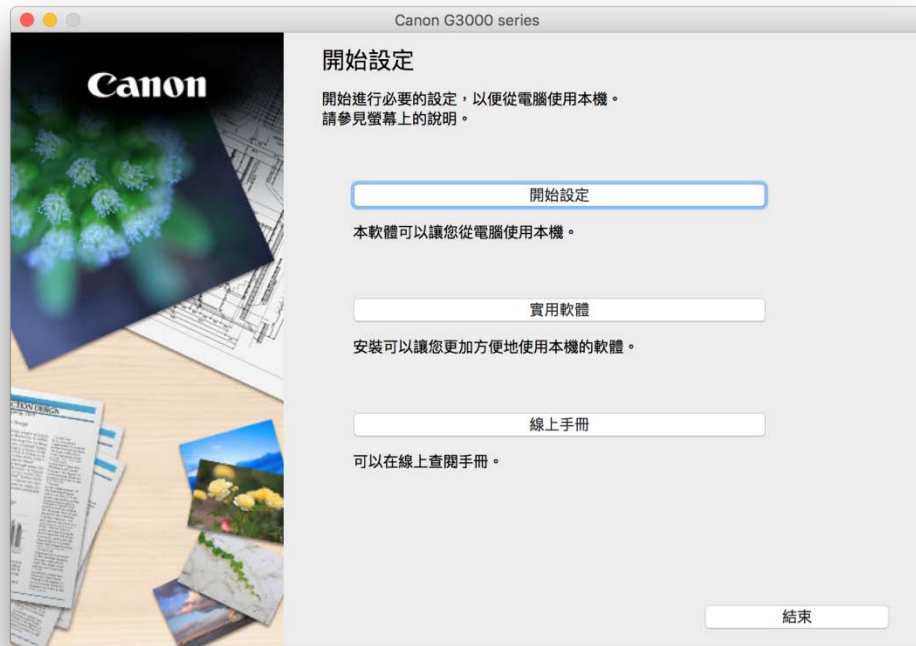 Canon G3000 series
Canon
開始設定
開始進行必要的設定，以便從電腦使用本機。
請參見螢幕上的說明。
開始設定
本軟體可以讓您從電腦使用本機。
實用軟體
安裝可以讓您更加方便地使用本機的軟體。
線上手冊
可以在線上查閱手冊。
結束